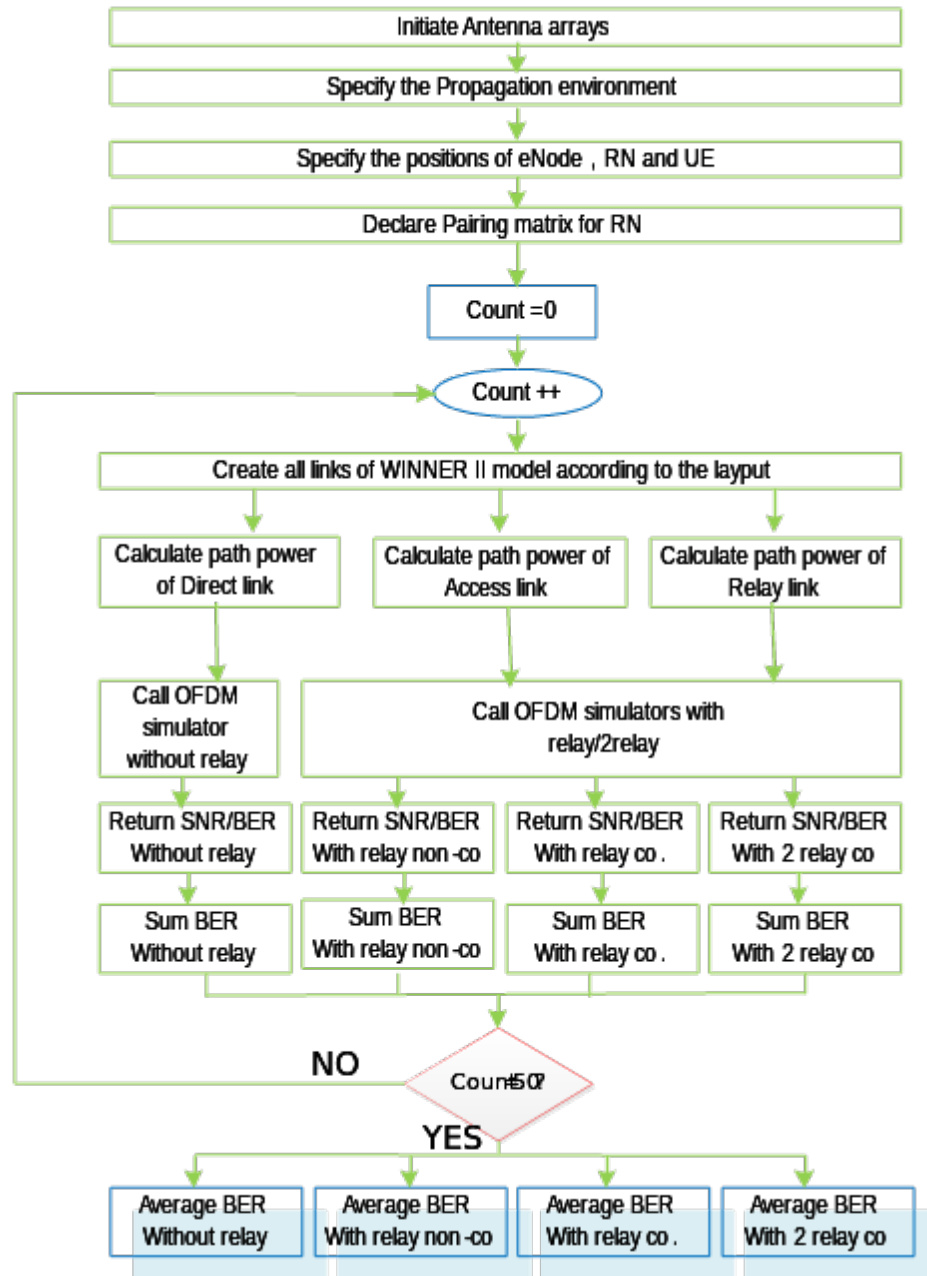 Initiate Antenna arrays
Specify the Propagation environment
Specify the positions of eNode , RN and UE
Declare Pairing matrix for RN
Count =0
Count ++
Create all links of WINNER II model according to the layput
Calculate path power
of Direct link
Calculate path power of
Access link
Calculate path power of
Relay link
Call OFDM
simulator
without relay
Call OFDM simulators with
relay/2relay
Return SNR/BER
Without relay
Return SNR/BER
With relay non -co
Return SNR/BER
With relay co .
Return SNR/BER
With 2 relay co
Sum BER
Without relay
Sum BER
With relay non -co
Sum BER
With relay co .
Sum BER
With 2 relay co
NO
Count=50?
YES
Average BER
Without relay
Average BER
With relay non -co
Average BER
With relay co .
Average BER
With 2 relay co